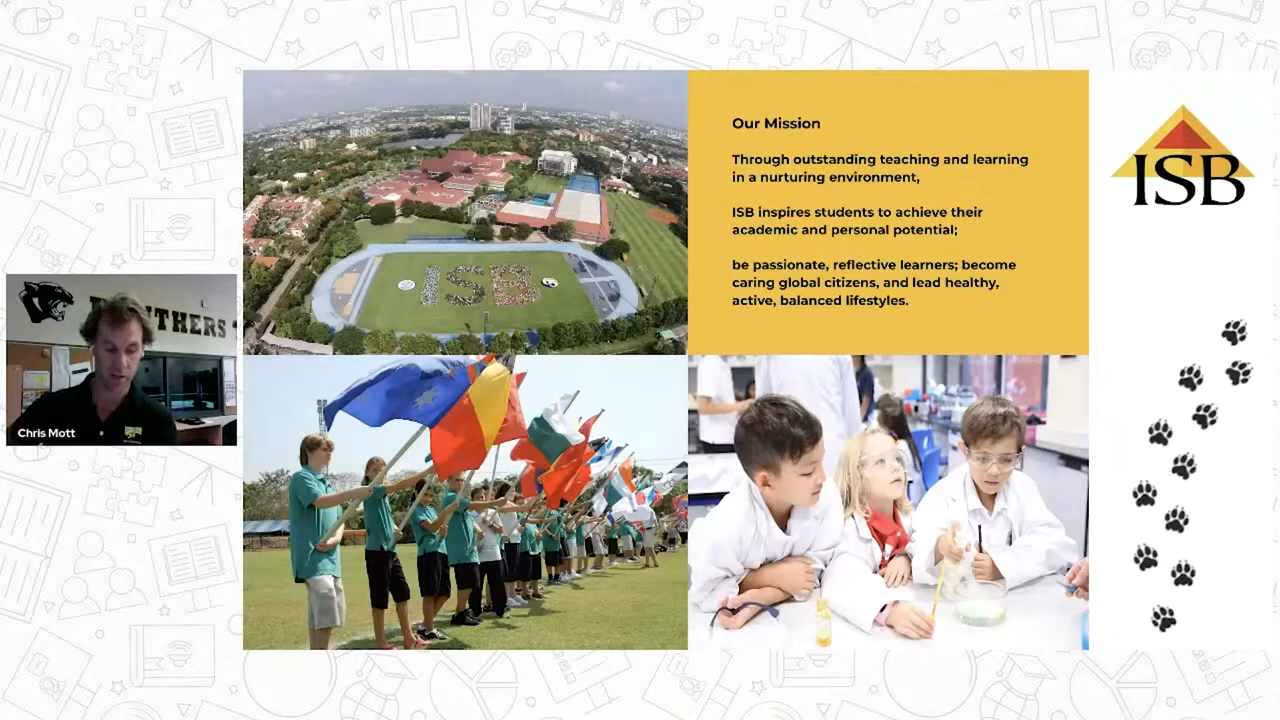 Our Mission
Through outstanding teaching and learning
in a nurturing environment,
ISB inspires students to achieve their
academic and personal potential;
be passionate, reflective learners; become
caring global citizens, and lead healthy,
active, balanced lifestyles.
ISB
ISB
THERS
Chris Mott